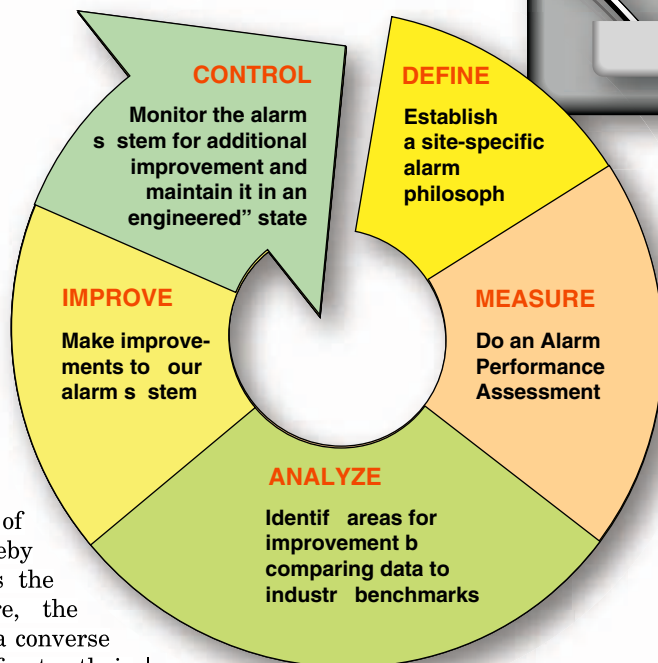 CONTROL
Monitor the alarm
s stem for additional
improvement and
maintain it in an
engineered” state
DEFINE
Establish
a site-specific
alarm
philosoph
MEASURE
Do an Alarm
Performance
Assessment
ANALYZE
Identif areas for
improvement b
comparing data to
industr benchmarks
IMPROVE
Make improve-
ments to our
alarm s stem
of
eby
s the
re, the
a converse